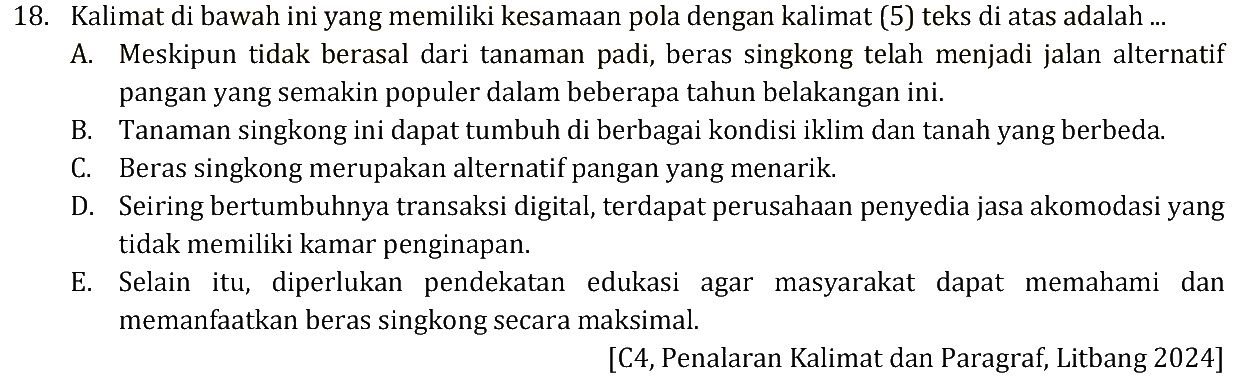 18. Kalimat di bawah ini yang memiliki kesamaan pola dengan kalimat (5) teks di atas adalah ...
A. Meskipun tidak berasal dari tanaman padi, beras singkong telah menjadi jalan alternatif
pangan yang semakin populer dalam beberapa tahun belakangan ini.
B. Tanaman singkong ini dapat tumbuh di berbagai kondisi iklim dan tanah yang berbeda.
C. Beras singkong merupakan alternatif pangan yang menarik.
D. Seiring bertumbuhnya transaksi digital, terdapat perusahaan penyedia jasa akomodasi yang
tidak memiliki kamar penginapan.
E. Selain itu, diperlukan pendekatan edukasi agar masyarakat dapat memahami dan
memanfaatkan beras singkong secara maksimal.
[C4, Penalaran Kalimat dan Paragraf, Litbang 2024]